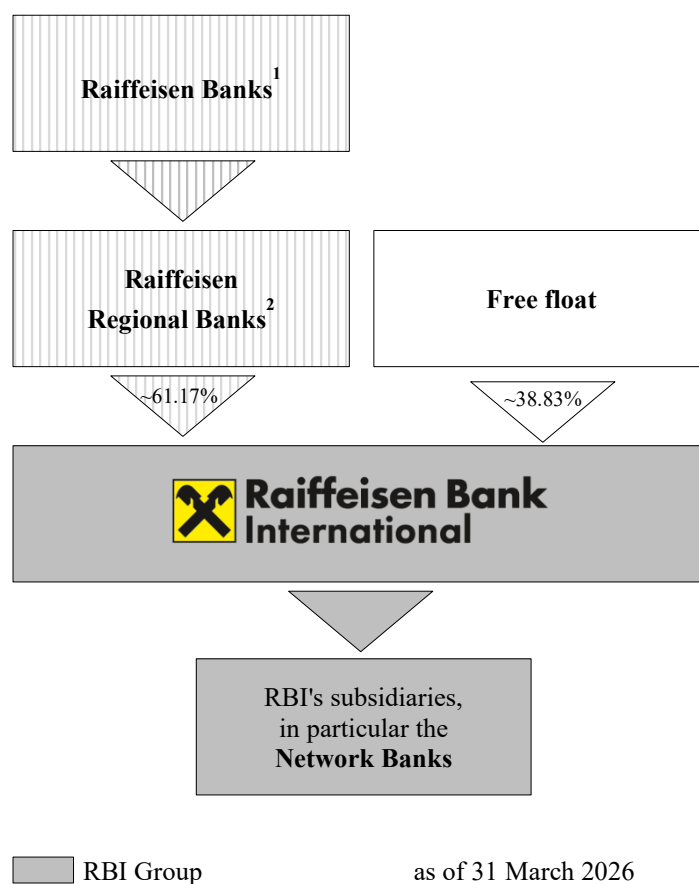 Raiffeisen Banks1
Raiffeisen
Regional Banks2
Free float
~61.17%
~38.83%
Raiffeisen Bank
International
RBI's subsidiaries,
in particular the
Network Banks
RBI Group
as of 31 March 2026